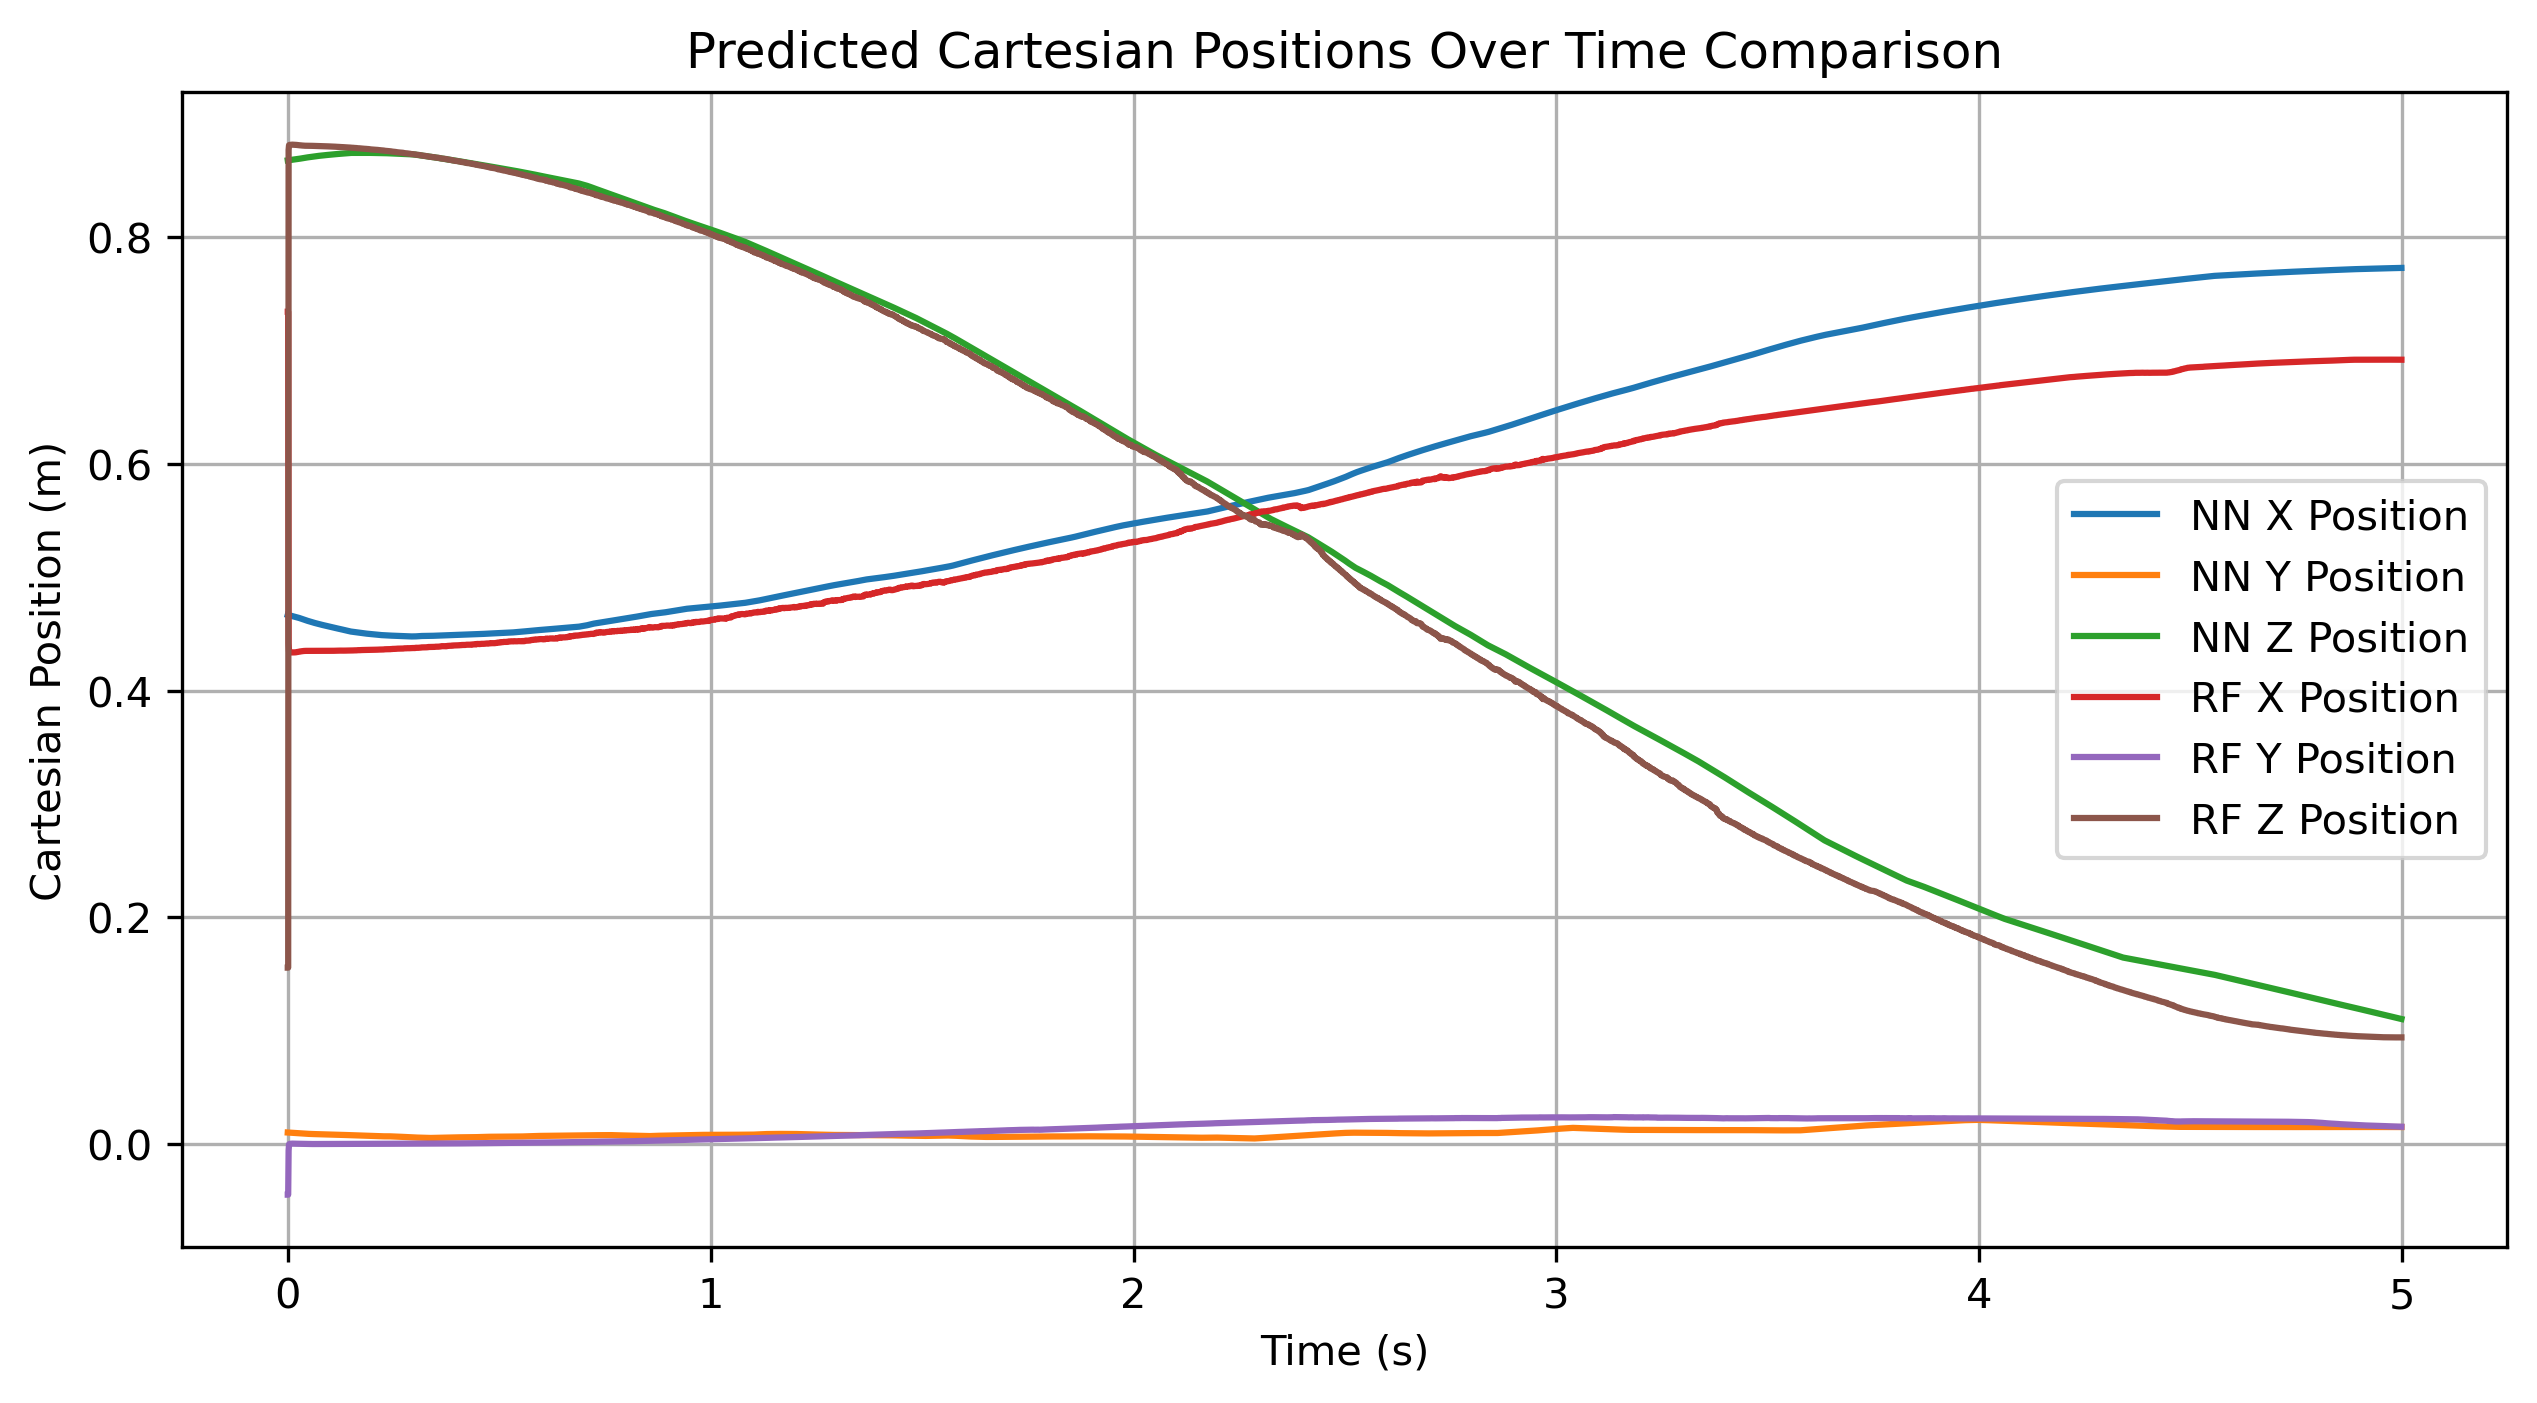 Predicted Cartesian Positions Over Time Comparison
Cartesian Position (m)
0.8
0.6
0.4
0.2
0.0
NN X Position
NN Y Position
NN Z Position
RF X Position
RF Y Position
RF Z Position
0 1 2 3 4 5
Time (s)